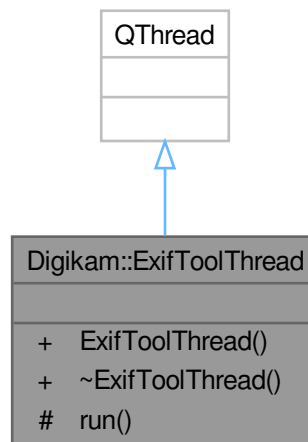 QThread
Digikam::ExifToolThread
+ ExifToolThread()
+ ~ExifToolThread()
# run()